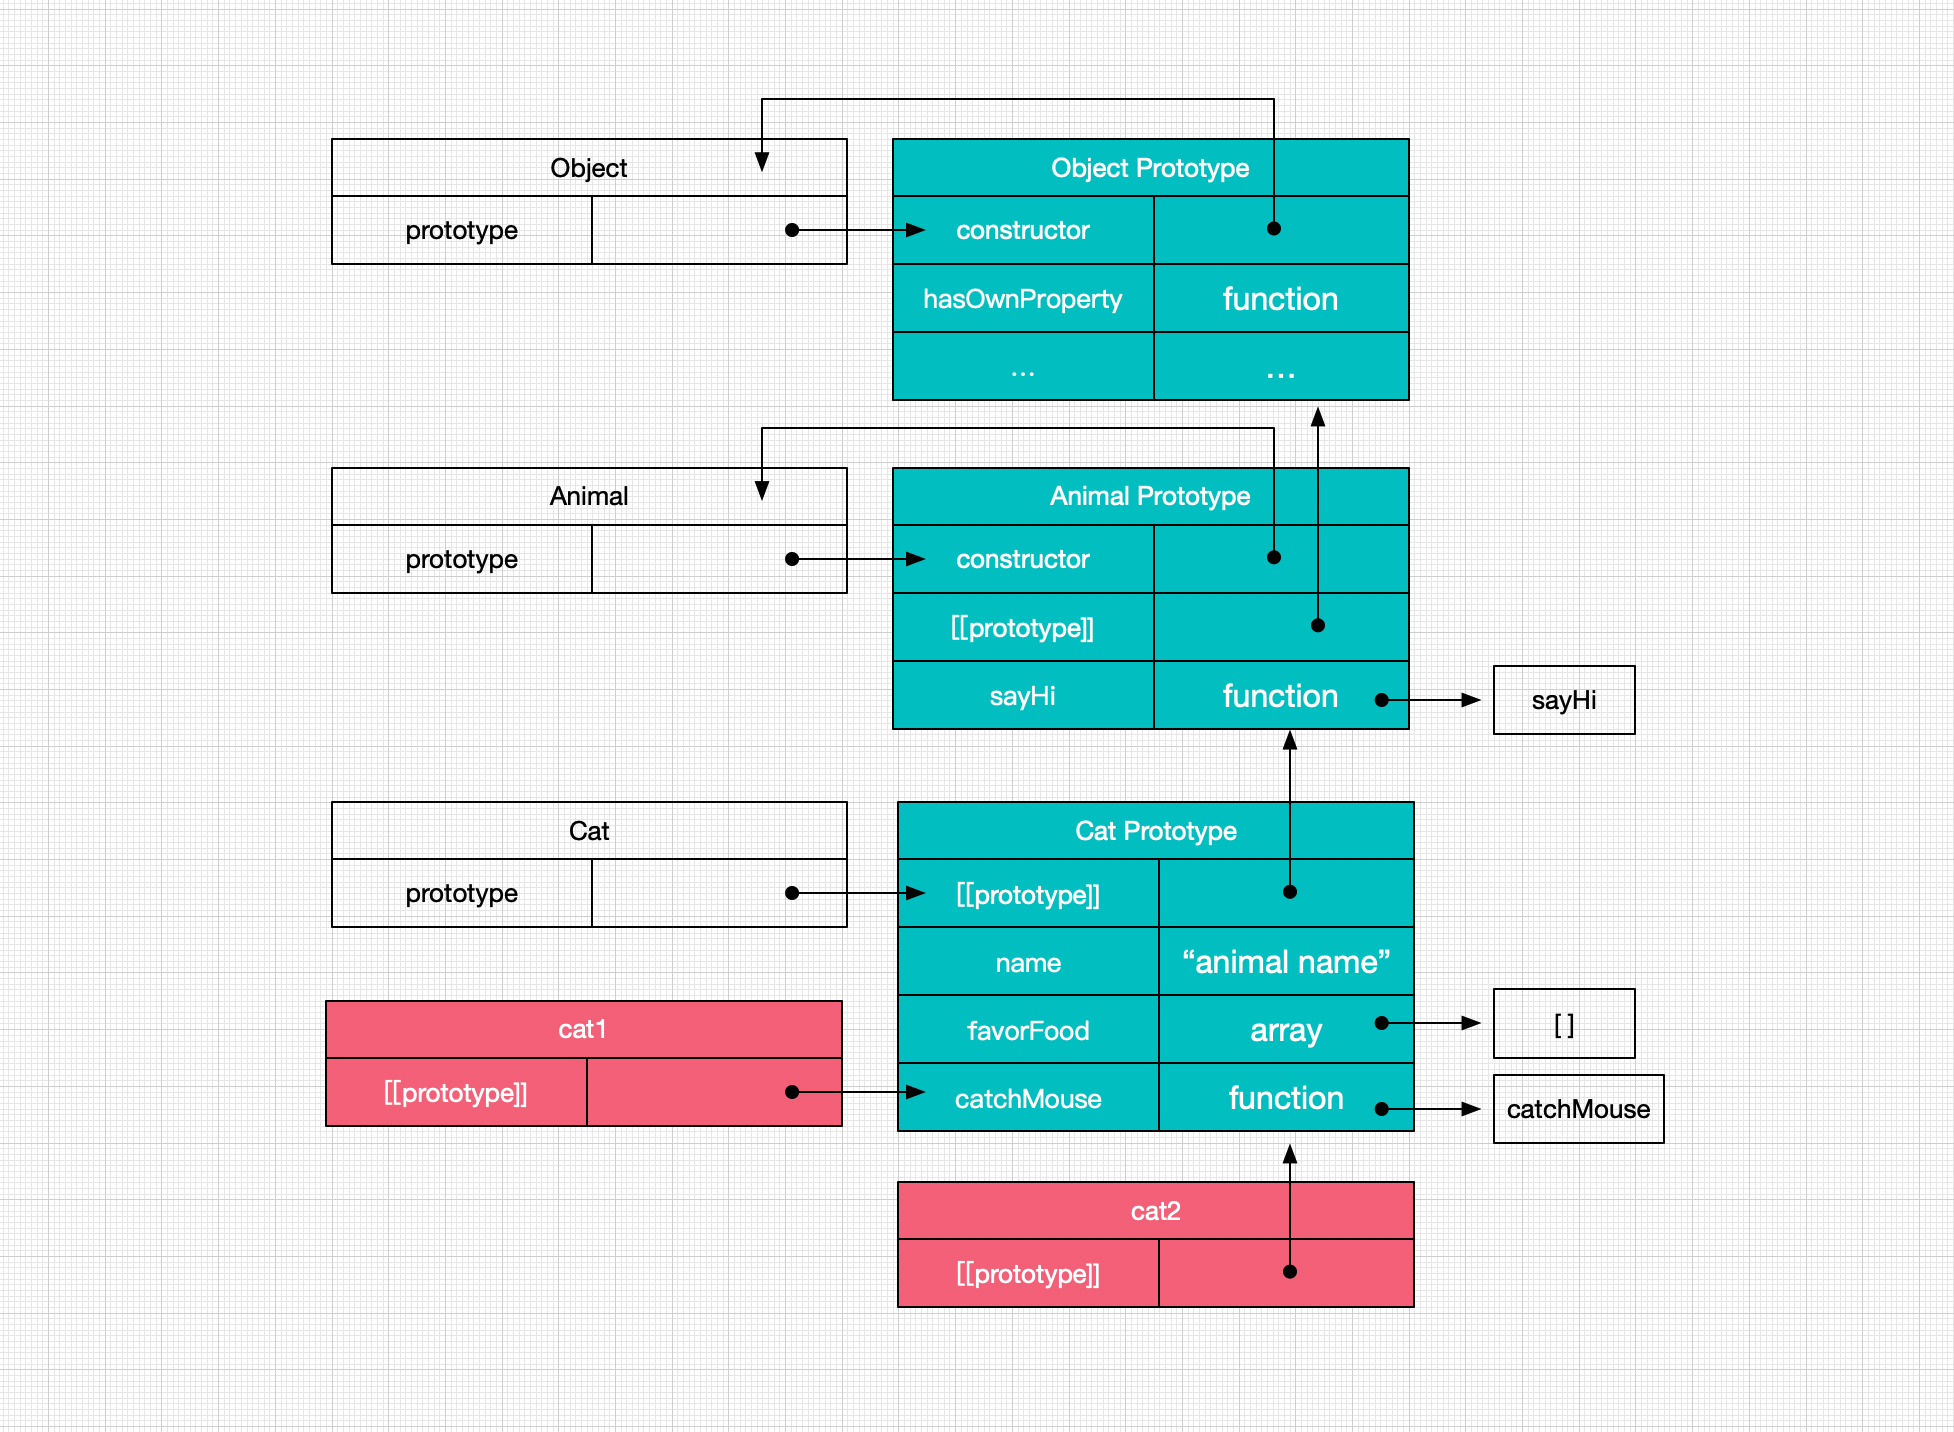 Object
prototype
Object Prototype
constructor
hasOwnProperty function
... ...
Animal
prototype
Animal Prototype
constructor
[[prototype]]
sayHi function
sayHi
Cat
prototype
Cat Prototype
[[prototype]]
name “animal name”
favorFood array
[ ]
catchMouse function
catchMouse
cat1
[[prototype]]
cat2
[[prototype]]